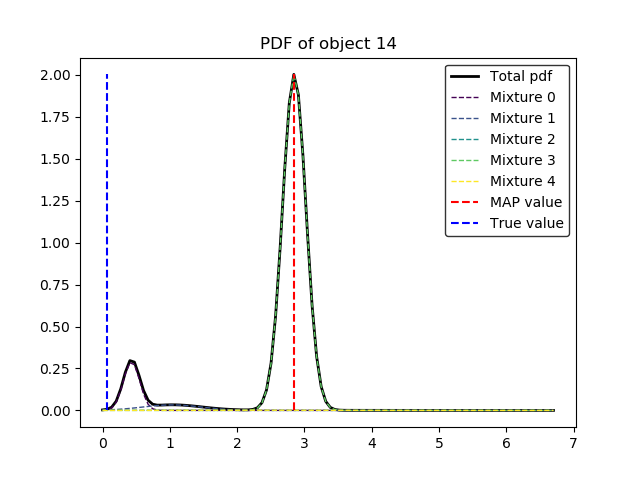 PDF of object 14
2.00
1.75
1.50
1.25
1.00
0.75
0.50
0.25
0.00
0 1 2 3 4 5 6 7
Total pdf
Mixture 0
Mixture 1
Mixture 2
Mixture 3
Mixture 4
MAP value
True value